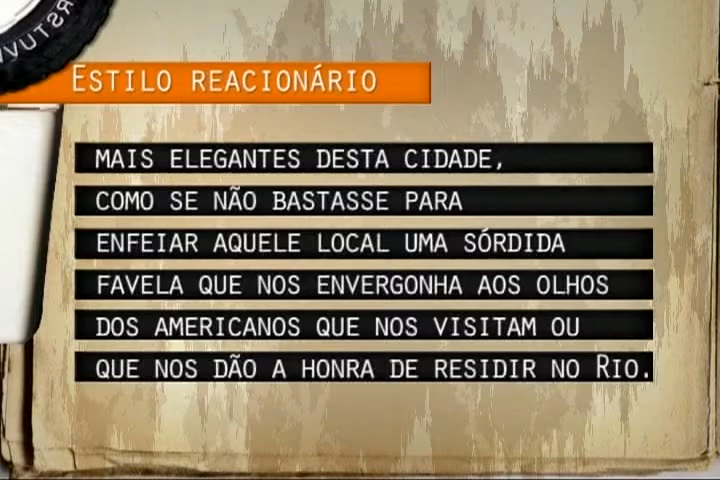 RSTUVVY
ESTILO REACIONÁRIO
MAIS ELEGANTES DESTA CIDADE,
COMO SE NÃO BASTASSE PARA
ENFEIAR AQUELE LOCAL UMA SÓRDIDA
FAVELA QUE NOS ENVERGONHA AOS OLHOS
DOS AMERICANOS QUE NOS VISITAM OU
QUE NOS DÃO A HONRA DE RESIDIR NO RIO.